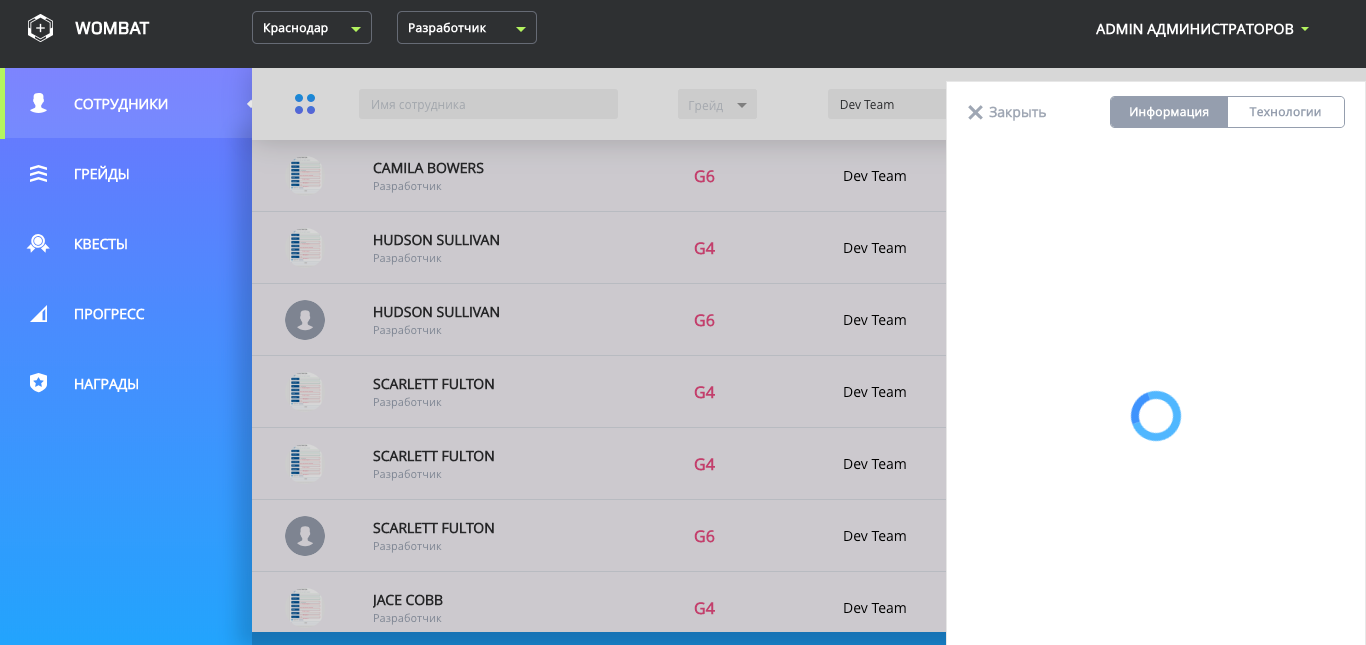 WOMBAT
Краснодар
Разработчик
ADMIN АДМИНИСТРАТОРОВ
СОТРУДНИКИ
ГРЕЙДЫ
КВЕСТЫ
ПРОГРЕСС
НАГРАДЫ
Имя сотрудника
Грейд
Dev Team
CAMILA BOWERS
Разработчик
G6
Dev Team
HUDSON SULLIVAN
Разработчик
G4
Dev Team
HUDSON SULLIVAN
Разработчик
G6
Dev Team
SCARLETT FULTON
Разработчик
G4
Dev Team
SCARLETT FULTON
Разработчик
G4
Dev Team
SCARLETT FULTON
Разработчик
G6
Dev Team
JACE COBB
Разработчик
G4
Dev Team
Закрыть
Информация
Технологии